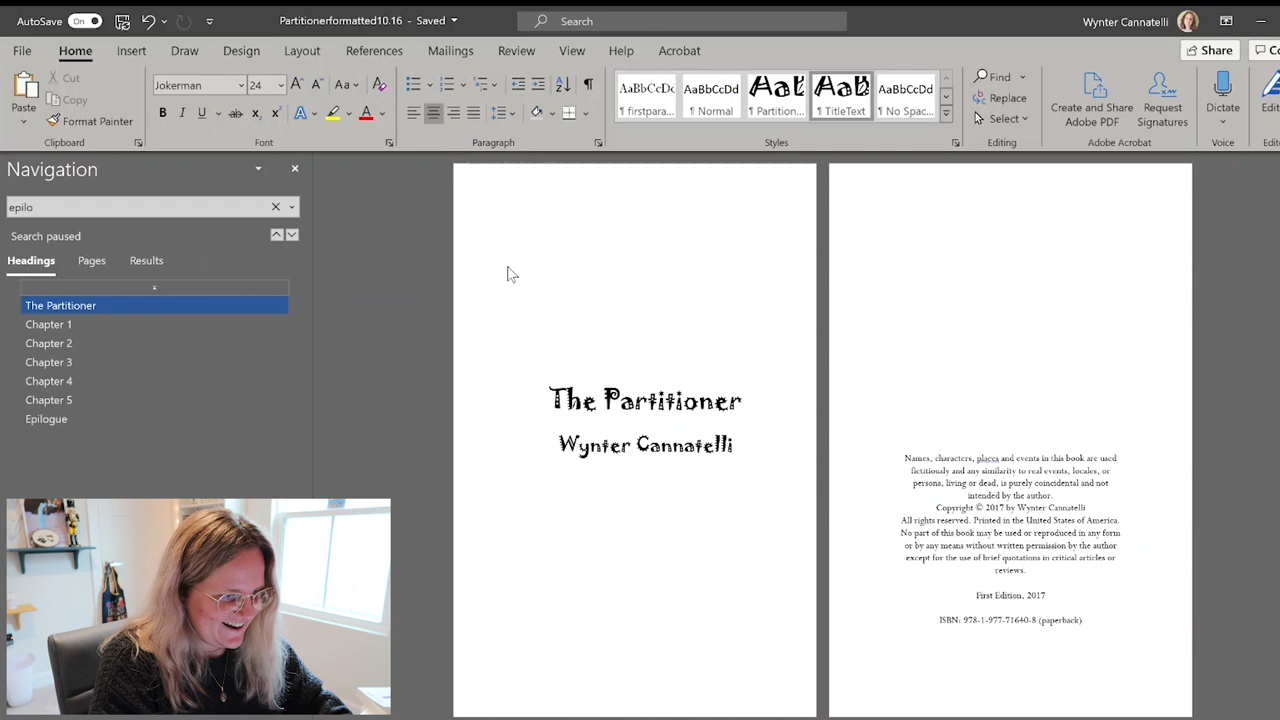 AutoSave On Partitionerformatted10.16 - Saved Search Wynter Cannatelli
File Home Insert Draw Design Layout References Mailings Review View Help Acrobat Share
Paste Cut Copy Format Painter
Jokerman 24
AaBbCcDc AaBbCcDd AaB AaB AaBbCcDd
¶ firstpara... ¶ Normal ¶ Partition... ¶ TitleText ¶ No Spac...
Find Replace Select
Create and Share Adobe PDF Request Signatures Dictate
Clipboard Font Paragraph Styles Editing Adobe Acrobat Voice
Navigation
epilo
Search paused
Headings Pages Results
The Partitioner
Chapter 1
Chapter 2
Chapter 3
Chapter 4
Chapter 5
Epilogue
The Partitioner
Wynter Cannatelli
Names, characters, places and events in this book are used
fictitiously and any similarity to real events, locales, or
persons, living or dead, is purely coincidental and not
intended by the author.
Copyright © 2017 by Wynter Cannatelli
All rights reserved. Printed in the United States of America.
No part of this book may be used or reproduced in any form
or by any means without written permission by the author
except for the use of brief quotations in critical articles or
reviews.
First Edition, 2017
ISBN: 978-1-977-71640-8 (paperback)